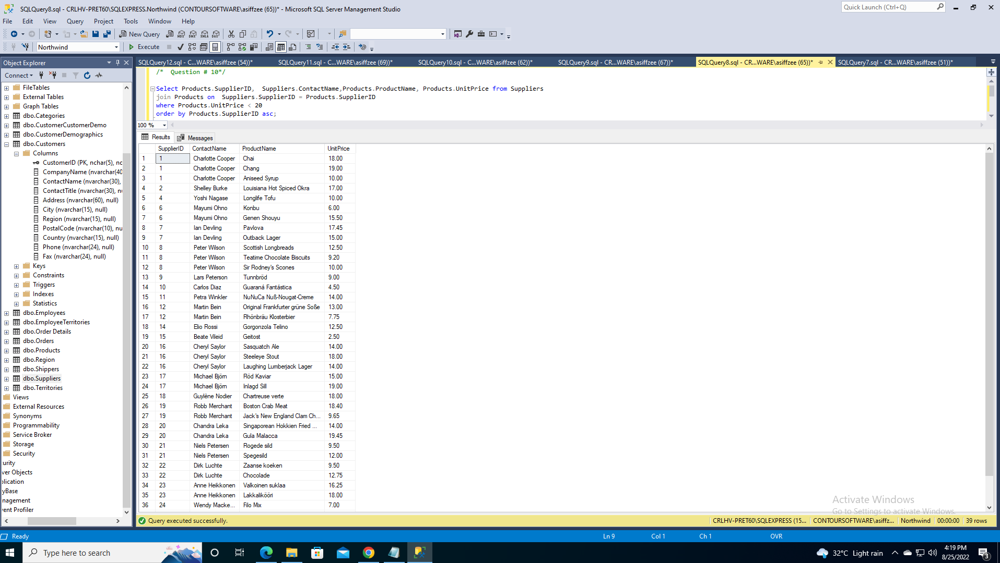 SQLQuery8.sql - CRLHV-PRET60\SQLEXPRESS.Northwind (CONTOURSOFTWARE\asiffzee (65))* - Microsoft SQL Server Management Studio
Quick Launch (Ctrl+Q)
File Edit View Query Project Tools Window Help
New Query
MDX DMX XMLA DAX
Northwind
Execute
Object Explorer
SQLQuery12.sql - C...WARE\asiffzee (54))* SQLQuery11.sql - C...WARE\asiffzee (69))* SQLQuery10.sql - C...WARE\asiffzee (62))* SQLQuery9.sql - CR...WARE\asiffzee (67))* SQLQuery8.sql - CR...WARE\asiffzee (65))* SQLQuery7.sql - CR...WARE\asiffzee (51))*
Connect
FileTables
External Tables
Graph Tables
dbo.Categories
dbo.CustomerCustomerDemo
dbo.CustomerDemographics
dbo.Customers
Columns
CustomerID (PK, nchar(5), nc
CompanyName (nvarchar(40
ContactName (nvarchar(30),
ContactTitle (nvarchar(30), nu
Address (nvarchar(60), null)
City (nvarchar(15), null)
Region (nvarchar(15), null)
PostalCode (nvarchar(10), nu
Country (nvarchar(15), null)
Phone (nvarchar(24), null)
Fax (nvarchar(24), null)
Keys
Constraints
Triggers
Indexes
Statistics
dbo.Employees
dbo.EmployeeTerritories
dbo.Order Details
dbo.Orders
dbo.Products
dbo.Region
dbo.Shippers
dbo.Suppliers
dbo.Territories
Views
External Resources
Synonyms
Programmability
Service Broker
Storage
Security
curity
ver Objects
plication
yBase
nagement
vent Profiler
/* Question # 10*/
Select Products.SupplierID, Suppliers.ContactName,Products.ProductName, Products.UnitPrice from Suppliers
join Products on Suppliers.SupplierID = Products.SupplierID
where Products.UnitPrice < 20
order by Products.SupplierID asc;
100 %
Results Messages
SupplierID ContactName ProductName UnitPrice
1 1 Charlotte Cooper Chai 18.00
2 1 Charlotte Cooper Chang 19.00
3 1 Charlotte Cooper Aniseed Syrup 10.00
4 2 Shelley Burke Louisiana Hot Spiced Okra 17.00
5 4 Yoshi Nagase Longlife Tofu 10.00
6 6 Mayumi Ohno Konbu 6.00
7 6 Mayumi Ohno Genen Shouyu 15.50
8 7 Ian Devling Pavlova 17.45
9 7 Ian Devling Outback Lager 15.00
10 8 Peter Wilson Scottish Longbreads 12.50
11 8 Peter Wilson Teatime Chocolate Biscuits 9.20
12 8 Peter Wilson Sir Rodney's Scones 10.00
13 9 Lars Peterson Tunnbröd 9.00
14 10 Carlos Diaz Guaraná Fantástica 4.50
15 11 Petra Winkler NuNuCa Nuß-Nougat-Creme 14.00
16 12 Martin Bein Original Frankfurter grüne Soße 13.00
17 12 Martin Bein Rhönbräu Klosterbier 7.75
18 14 Elio Rossi Gorgonzola Telino 12.50
19 15 Beate Vileid Geitost 2.50
20 16 Cheryl Saylor Sasquatch Ale 14.00
21 16 Cheryl Saylor Steeleye Stout 18.00
22 16 Cheryl Saylor Laughing Lumberjack Lager 14.00
23 17 Michael Björn Röd Kaviar 15.00
24 17 Michael Björn Inlagd Sill 19.00
25 18 Guylène Nodier Chartreuse verte 18.00
26 19 Robb Merchant Boston Crab Meat 18.40
27 19 Robb Merchant Jack's New England Clam Ch... 9.65
28 20 Chandra Leka Singaporean Hokkien Fried ... 14.00
29 20 Chandra Leka Gula Malacca 19.45
30 21 Niels Petersen Rogede sild 9.50
31 21 Niels Petersen Spegesild 12.00
32 22 Dirk Luchte Zaanse koeken 9.50
33 22 Dirk Luchte Chocolade 12.75
34 23 Anne Heikkonen Valkoinen suklaa 16.25
35 23 Anne Heikkonen Lakkalikööri 18.00
36 24 Wendy Macke... Filo Mix 7.00
Activate Windows
Go to Settings to activate Windows.
Query executed successfully. CRLHV-PRET60\SQLEXPRESS (15... CONTOURSOFTWARE\asiffz... Northwind 00:00:00 39 rows
Ready Ln 9 Col 1 Ch 1 OVR
Type here to search
32°C Light rain
4:19 PM
8/25/2022
3